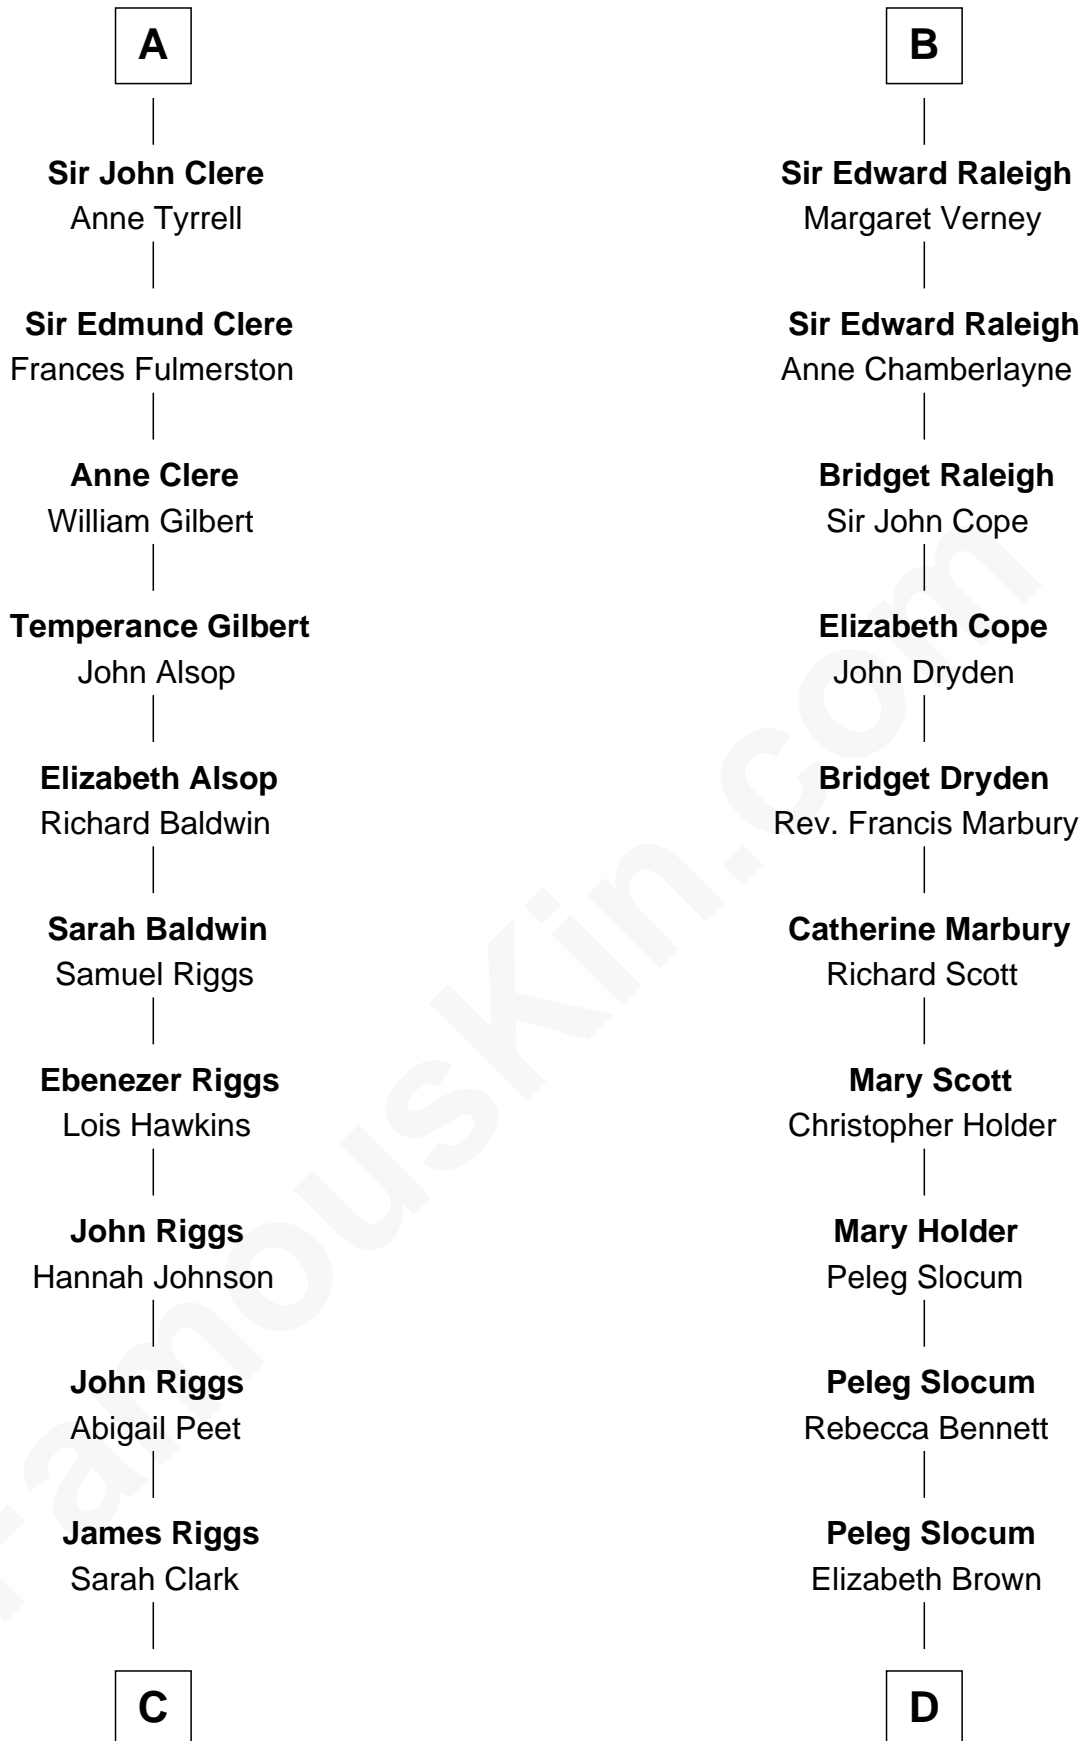 A
Sir John Clere
Anne Tyrrell
Sir Edmund Clere
Frances Fulmerston
Anne Clere
William Gilbert
Temperance Gilbert
John Alsop
Elizabeth Alsop
Richard Baldwin
Sarah Baldwin
Samuel Riggs
Ebenezer Riggs
Lois Hawkins
John Riggs
Hannah Johnson
John Riggs
Abigail Peet
James Riggs
Sarah Clark
C
B
Sir Edward Raleigh
Margaret Verney
Sir Edward Raleigh
Anne Chamberlayne
Bridget Raleigh
Sir John Cope
Elizabeth Cope
John Dryden
Bridget Dryden
Rev. Francis Marbury
Catherine Marbury
Richard Scott
Mary Scott
Christopher Holder
Mary Holder
Peleg Slocum
Peleg Slocum
Rebecca Bennett
Peleg Slocum
Elizabeth Brown
D
FamousKin.com